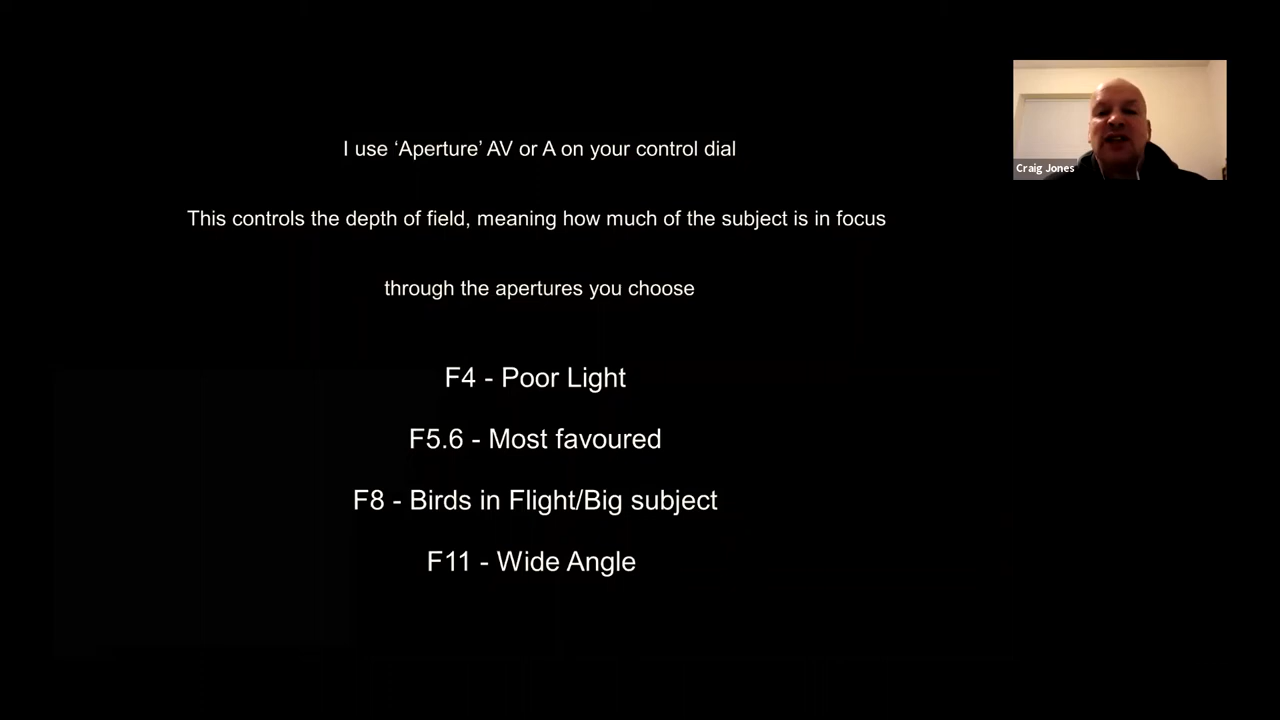 I use ‘Aperture’ AV or A on your control dial
This controls the depth of field, meaning how much of the subject is in focus
through the apertures you choose
F4 - Poor Light
F5.6 - Most favoured
F8 - Birds in Flight/Big subject
F11 - Wide Angle
Craig Jones